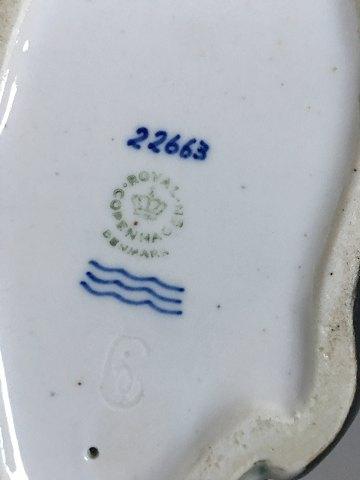 22663
ROYAL COPENHAGEN
DENMARK
6